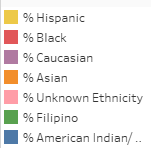 % Hispanic
% Black
% Caucasian
% Asian
% Unknown Ethnicity
% Filipino
% American Indian/ ..